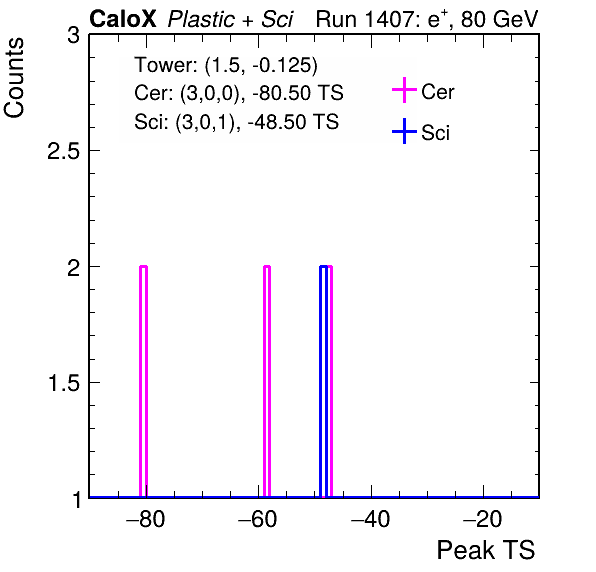 CaloX Plastic + Sci Run 1407: e⁺, 80 GeV
Counts
Tower: (1.5, -0.125)
Cer: (3,0,0), -80.50 TS
Sci: (3,0,1), -48.50 TS
Cer
Sci
3
2.5
2
1.5
1
−80 −60 −40 −20
Peak TS